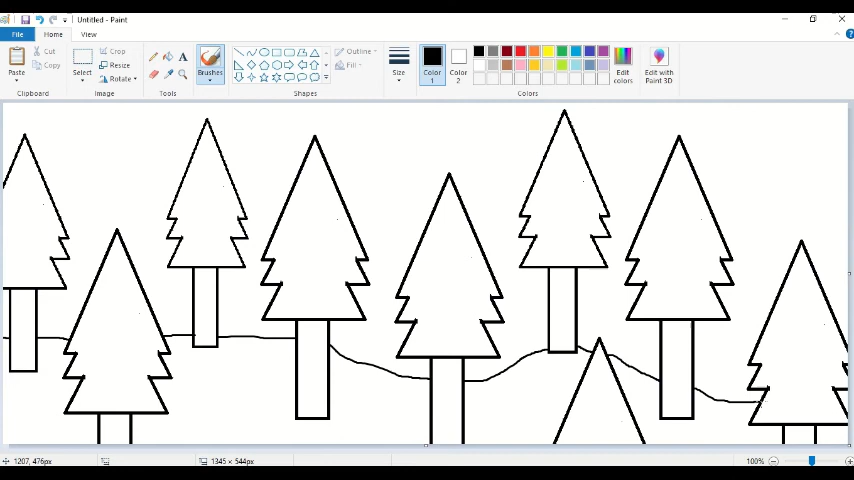 Untitled - Paint
File Home View
Cut
Copy
Paste
Clipboard
Crop
Resize
Rotate
Select
Image
A
Tools
Brushes
Outline
Fill
Shapes
Size
Color
1
Color
2
Edit
colors
Colors
Edit with
Paint 3D
1207, 476px
1345 × 544px
100%